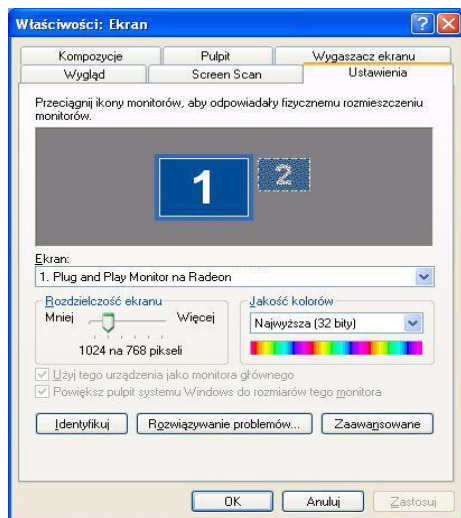 Właściwości: Ekran
Kompozycje Pulpit Wygaszacz ekranu
Wygląd Screen Scan Ustawienia
Przeciągnij ikony monitorów, aby odpowiadały fizycznemu rozmieszczeniu
monitorów.
1 2
Ekran:
1. Plug and Play Monitor na Radeon
Rozdzielczość ekranu Jakość kolorów
Mniej Więcej Najwyższa (32 bity)
1024 na 768 pikseli
Użyj tego urządzenia jako monitora głównego
Powiększ pulpit systemu Windows do rozmiarów tego monitora
Identyfikuj Rozwiązywanie problemów... Zaawansowane
OK Anuluj Zastosuj